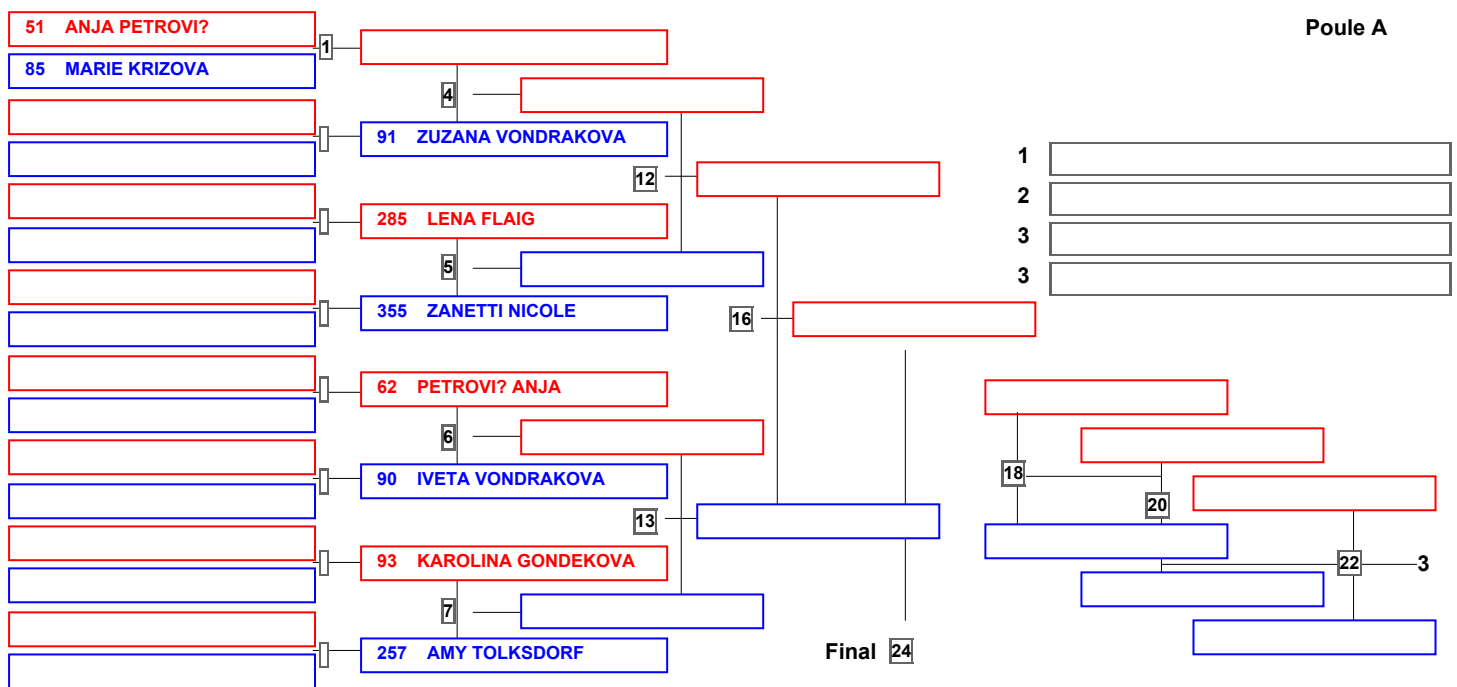 Poule A
51 ANJA PETROVI?
85 MARIE KRIZOVA
1
4
91 ZUZANA VONDRAKOVA
12
285 LENA FLAIG
5
355 ZANETTI NICOLE
16
62 PETROVI? ANJA
6
90 IVETA VONDRAKOVA
13
93 KAROLINA GONDEKOVA
7
257 AMY TOLKSDORF
Final 24
1
2
3
3
18
20
22 3